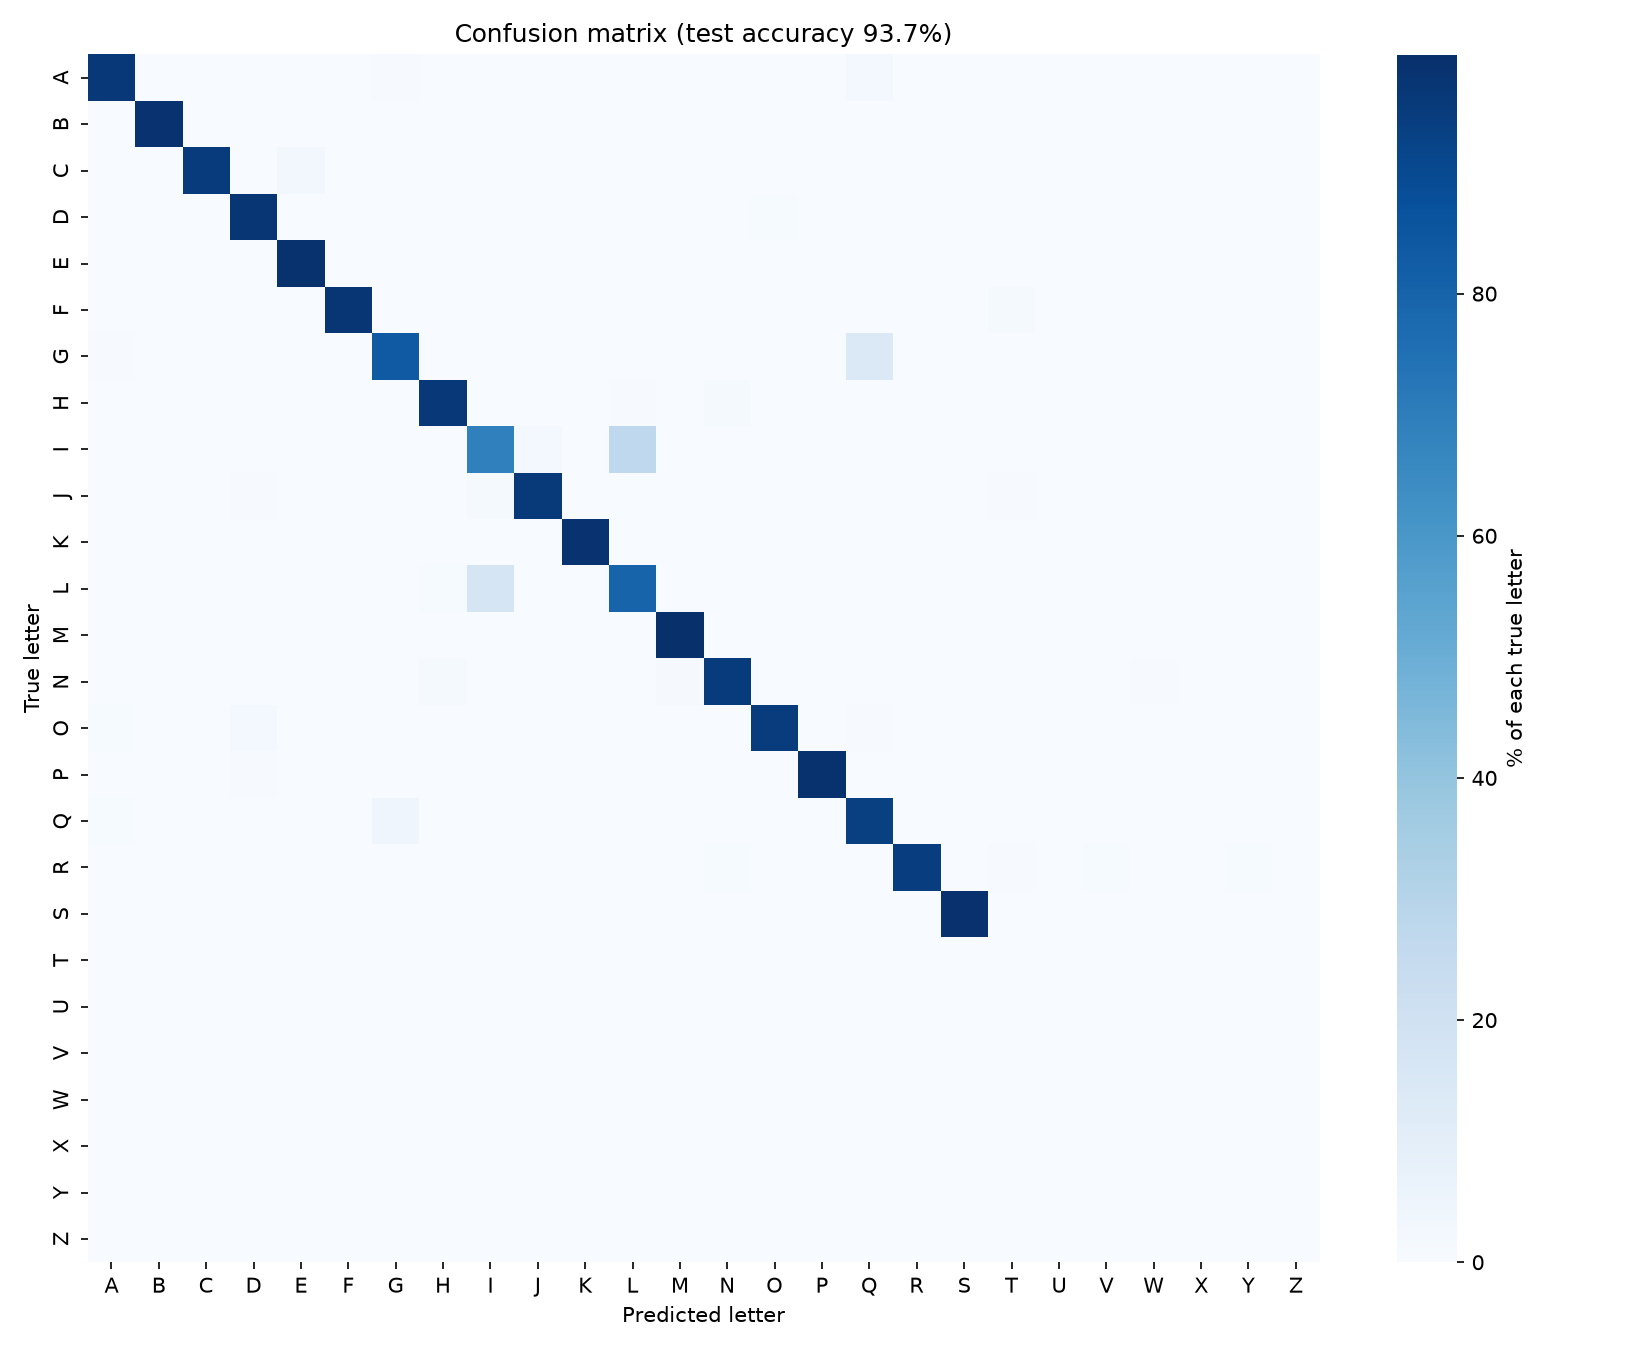 Confusion matrix (test accuracy 93.7%)
True letter
A
B
C
D
E
F
G
H
I
J
K
L
M
N
O
P
Q
R
S
T
U
V
W
X
Y
Z
A B C D E F G H I J K L M N O P Q R S T U V W X Y Z
Predicted letter
80
60
40
20
0
% of each true letter